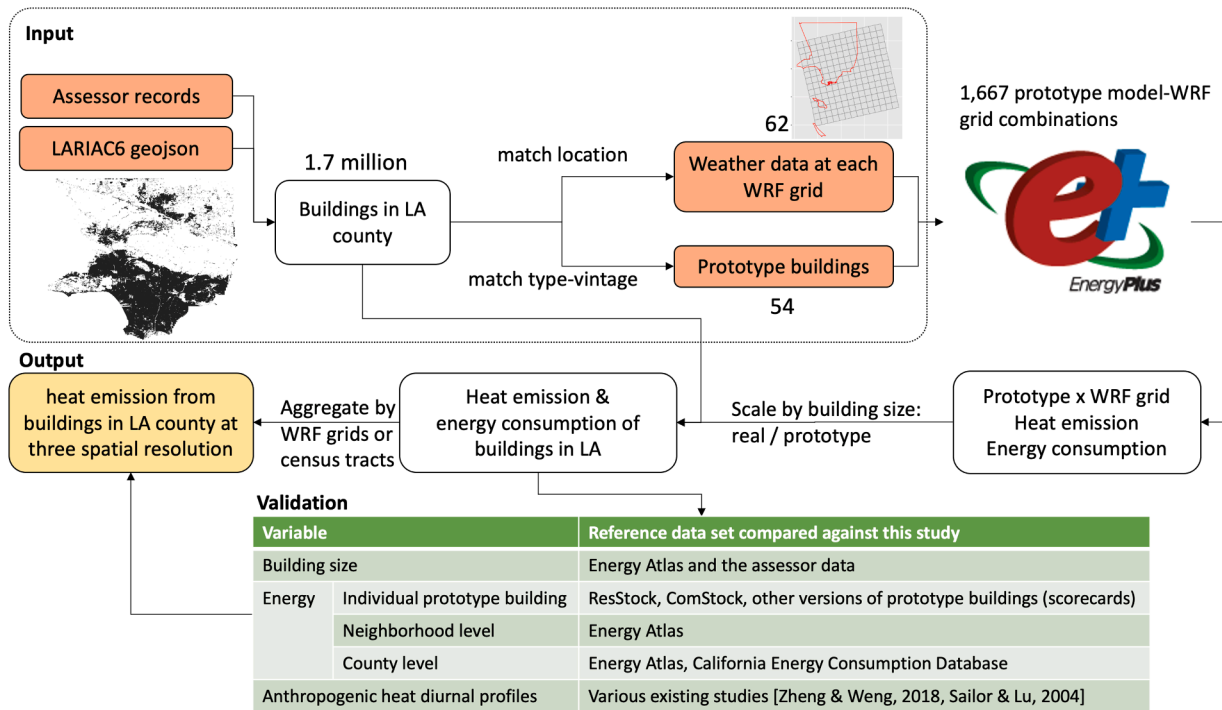 Input
Assessor records
LARIAC6 geojson
1.7 million
Buildings in LA
county
match location
match type-vintage
62
Weather data at each
WRF grid
Prototype buildings
54
1,667 prototype model-WRF
grid combinations
e+
EnergyPlus
Output
heat emission from
buildings in LA county at
three spatial resolution
Aggregate by
WRF grids or
census tracts
Heat emission &
energy consumption of
buildings in LA
Scale by building size:
real / prototype
Prototype x WRF grid
Heat emission
Energy consumption
Validation
Variable
Reference data set compared against this study
Building size
Energy Atlas and the assessor data
Energy
Individual prototype building
ResStock, ComStock, other versions of prototype buildings (scorecards)
Neighborhood level
Energy Atlas
County level
Energy Atlas, California Energy Consumption Database
Anthropogenic heat diurnal profiles
Various existing studies [Zheng & Weng, 2018, Sailor & Lu, 2004]